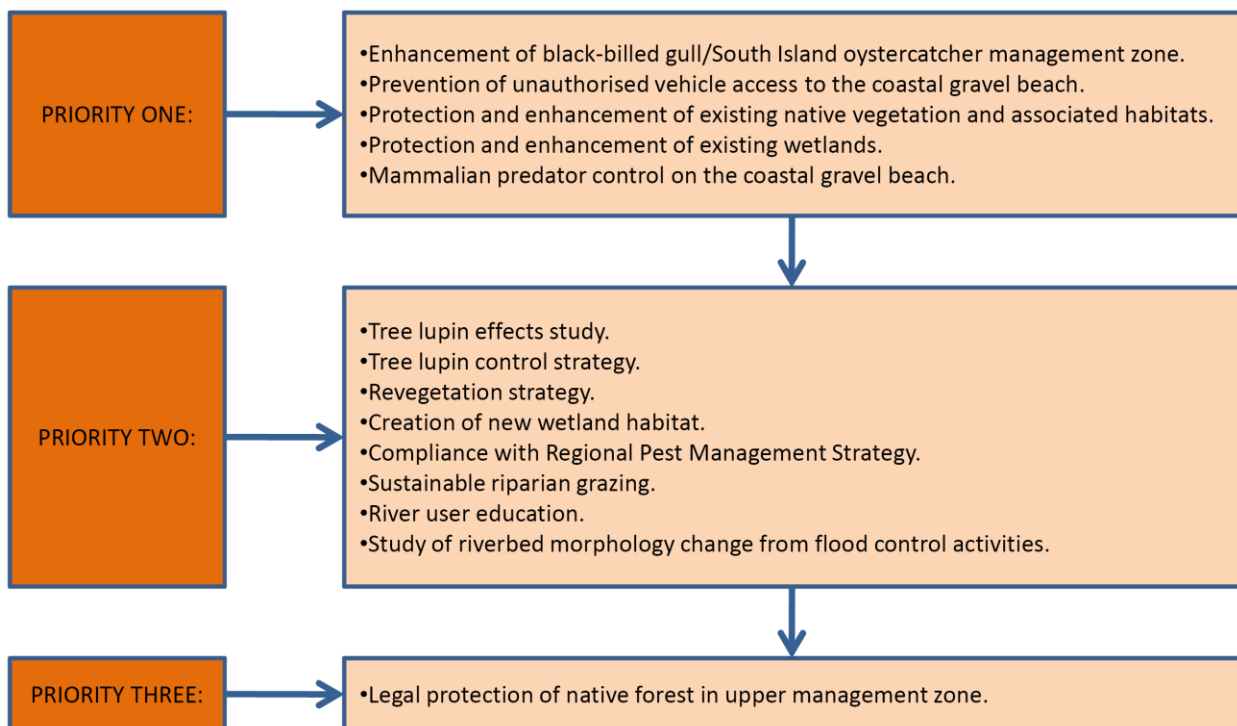 PRIORITY ONE:
•Enhancement of black-billed gull/South Island oystercatcher management zone.
•Prevention of unauthorised vehicle access to the coastal gravel beach.
•Protection and enhancement of existing native vegetation and associated habitats.
•Protection and enhancement of existing wetlands.
•Mammalian predator control on the coastal gravel beach.
PRIORITY TWO:
•Tree lupin effects study.
•Tree lupin control strategy.
•Revegetation strategy.
•Creation of new wetland habitat.
•Compliance with Regional Pest Management Strategy.
•Sustainable riparian grazing.
•River user education.
•Study of riverbed morphology change from flood control activities.
PRIORITY THREE:
•Legal protection of native forest in upper management zone.